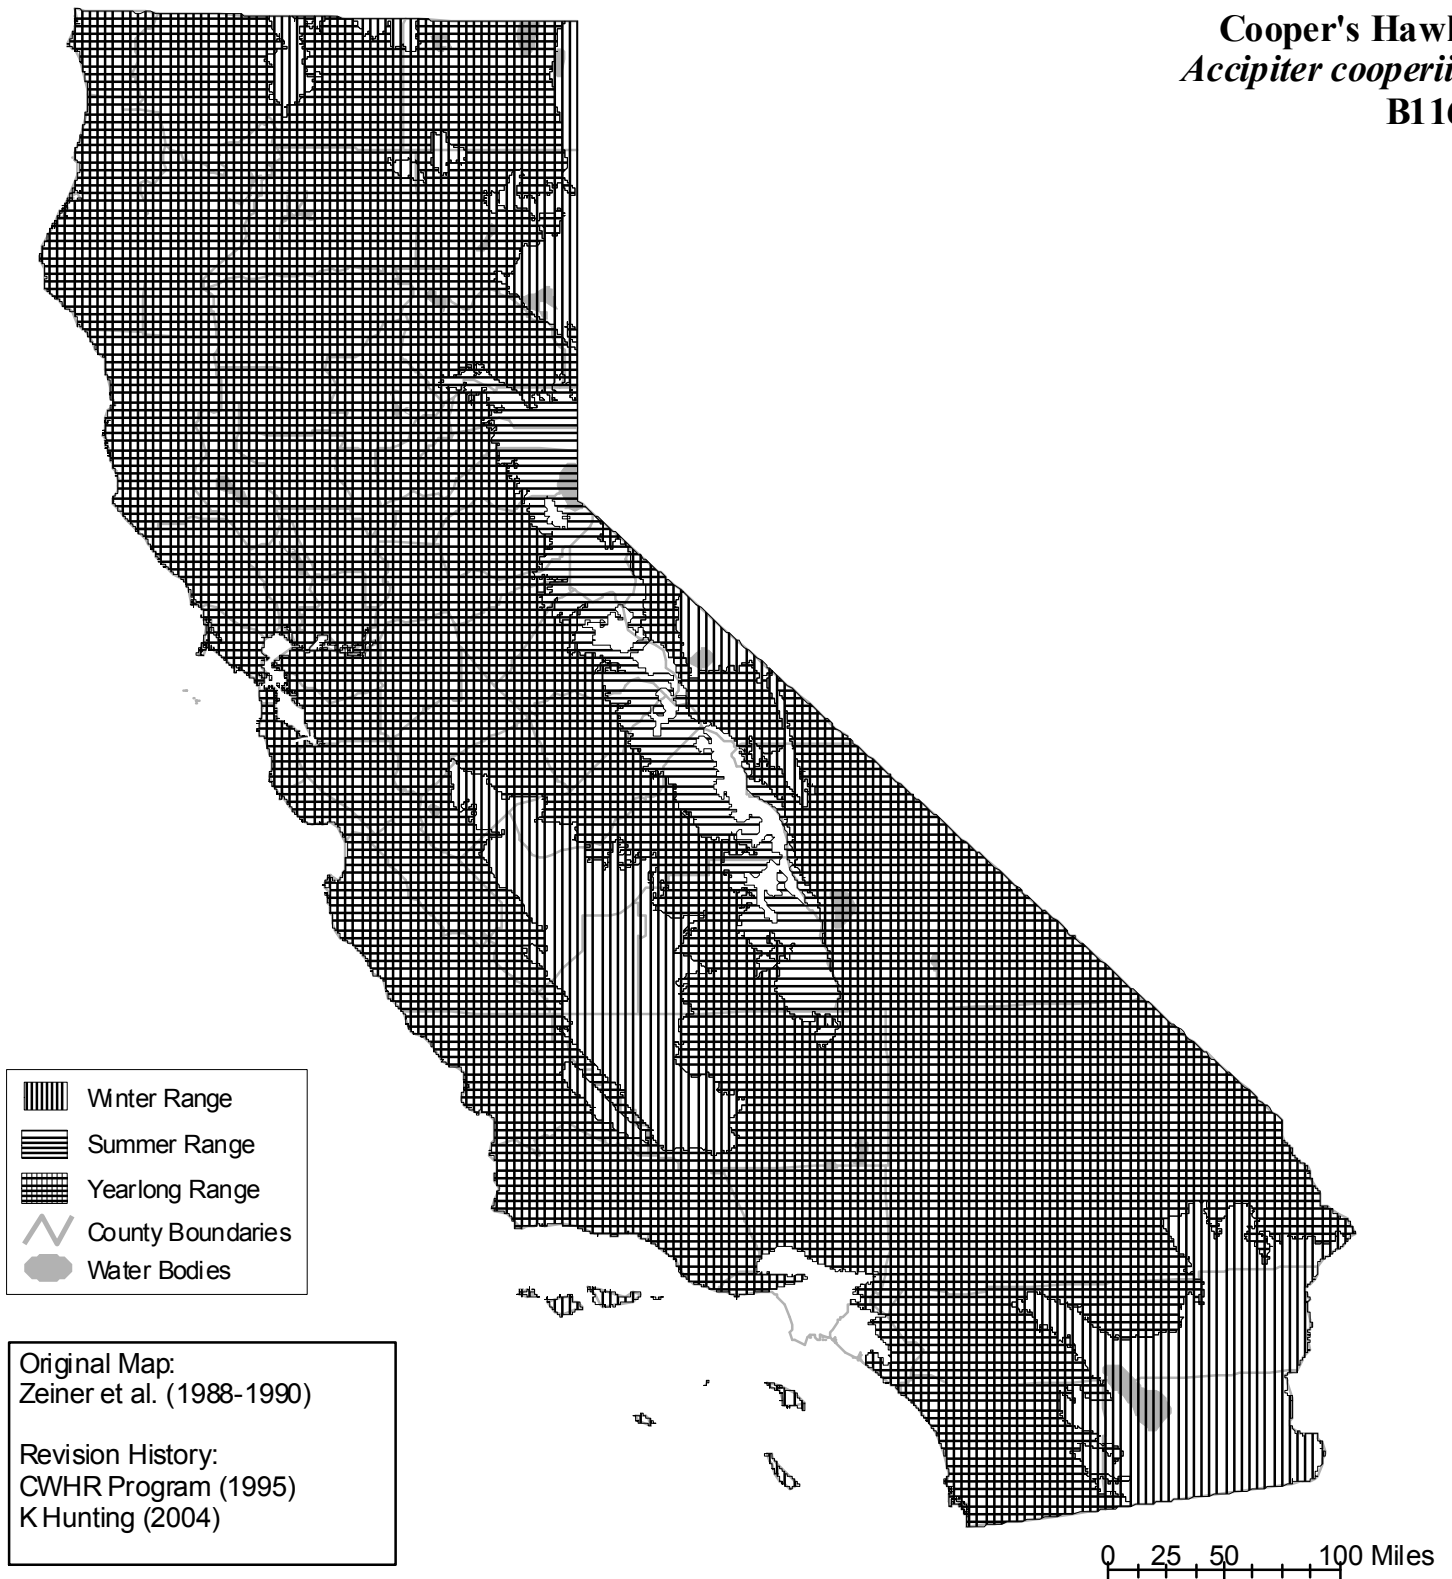 Cooper's Hawk
Accipiter cooperii
B116
Winter Range
Summer Range
Yearlong Range
County Boundaries
Water Bodies
Original Map:
Zeiner et al. (1988-1990)
Revision History:
CWHR Program (1995)
K Hunting (2004)
0 25 50 100 Miles